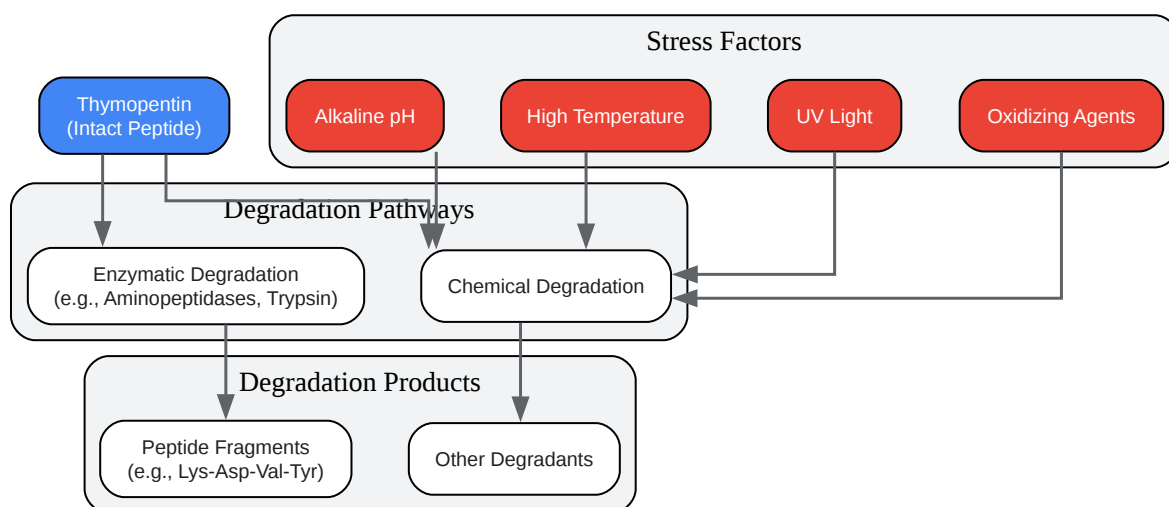 Stress Factors
Thymopentin
(Intact Peptide)
Alkaline pH
High Temperature
UV Light
Oxidizing Agents
Degradation Pathways
Enzymatic Degradation
(e.g., Aminopeptidases, Trypsin)
Chemical Degradation
Degradation Products
Peptide Fragments
(e.g., Lys-Asp-Val-Tyr)
Other Degradants